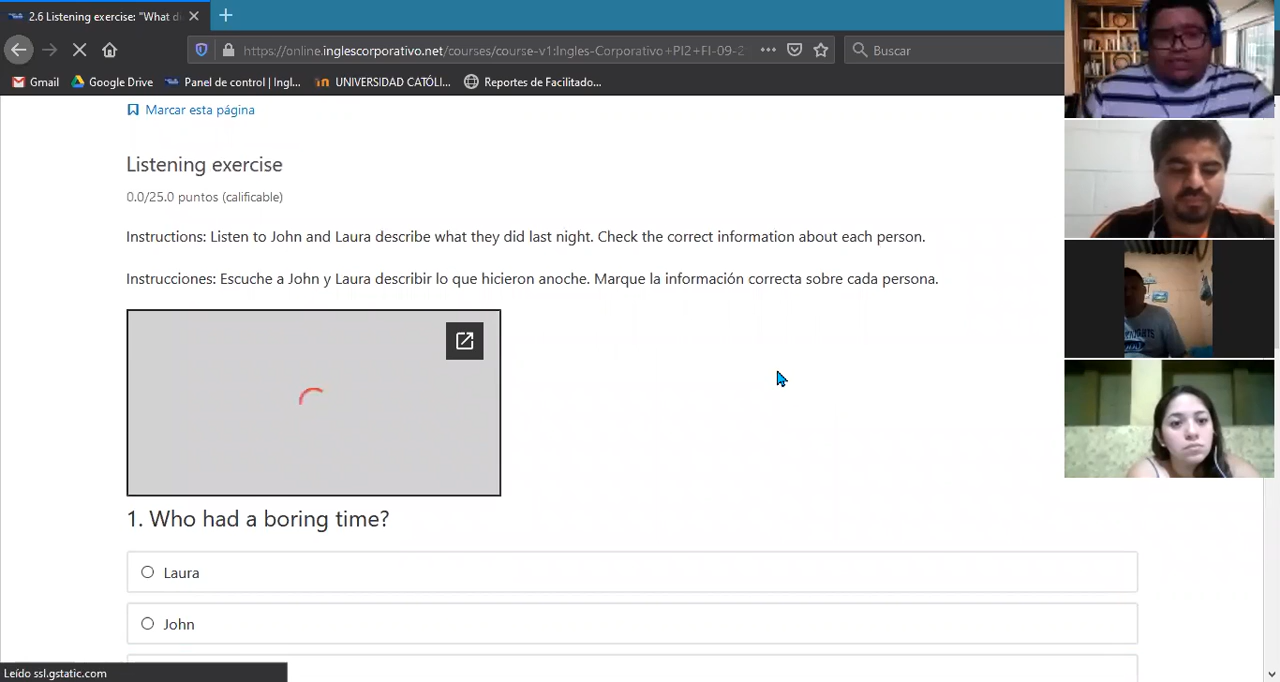 2.6 Listening exercise: "What di
https://online.inglescorporativo.net/courses/course-v1:Ingles-Corporativo+PI2+FI-09-2
Buscar
Gmail
Google Drive
Panel de control | Ingl...
UNIVERSIDAD CATÓLI...
Reportes de Facilitado...
Marcar esta página
Listening exercise
0.0/25.0 puntos (calificable)
Instructions: Listen to John and Laura describe what they did last night. Check the correct information about each person.
Instrucciones: Escuche a John y Laura describir lo que hicieron anoche. Marque la información correcta sobre cada persona.
1. Who had a boring time?
Laura
John
Leído ssl.gstatic.com